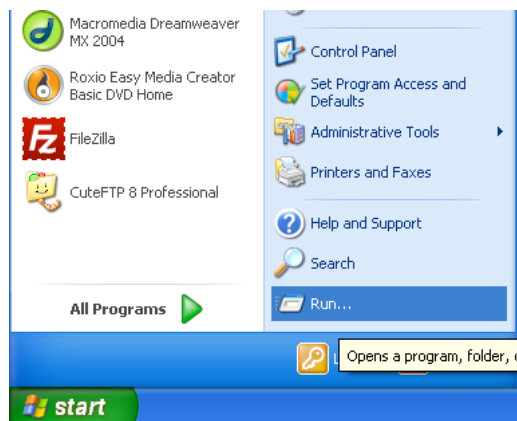 Macromedia Dreamweaver
MX 2004
Roxio Easy Media Creator
Basic DVD Home
FileZilla
CuteFTP 8 Professional
All Programs
Control Panel
Set Program Access and
Defaults
Administrative Tools
Printers and Faxes
Help and Support
Search
Run...
Opens a program, folder,
start